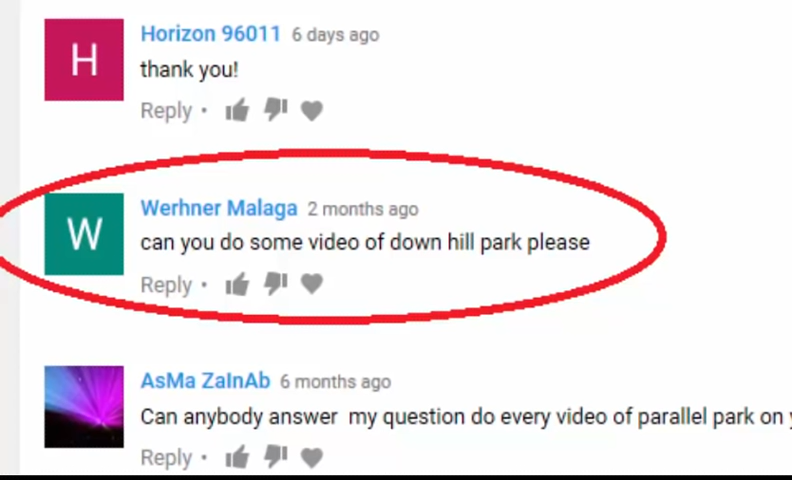 H
Horizon 96011 6 days ago
thank you!
Reply •
W
Werhner Malaga 2 months ago
can you do some video of down hill park please
Reply •
AsMa ZaInAb 6 months ago
Can anybody answer  my question do every video of parallel park on
Reply •